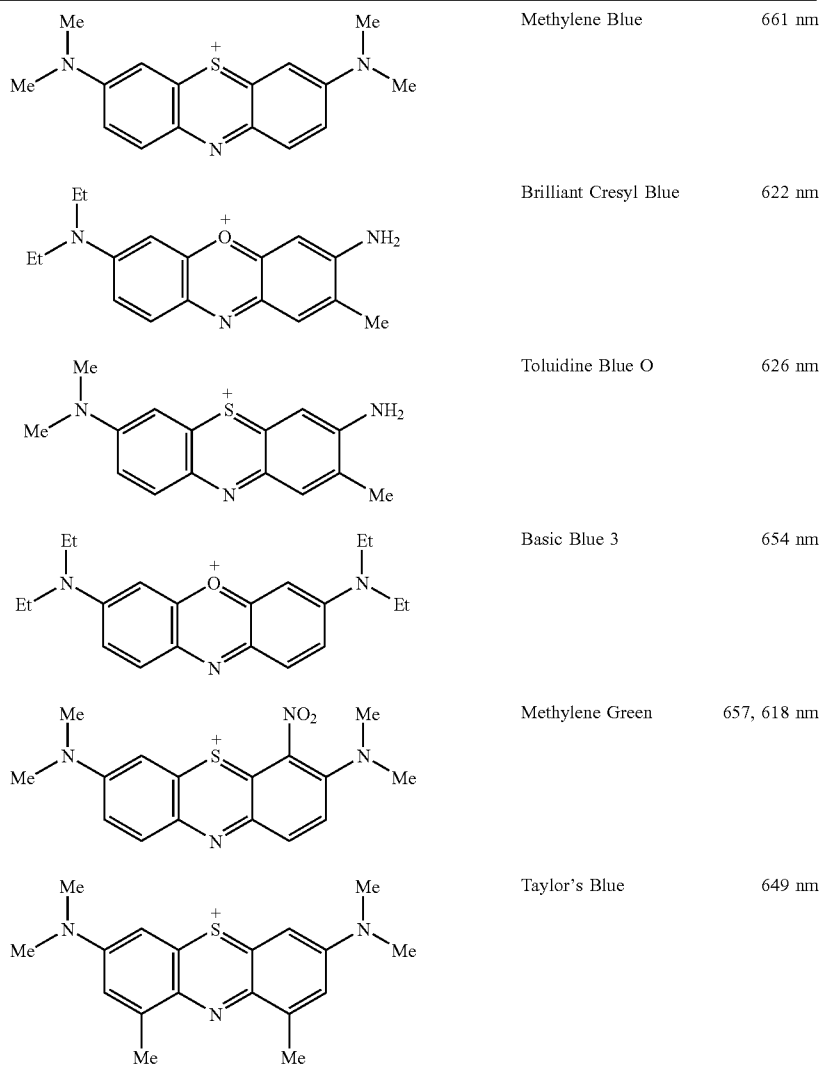 Me Me Methylene Blue 661 nm
+
N S N
Me Me
N
Et Brilliant Cresyl Blue 622 nm
+
N O NH2
Et
N Me
Me Toluidine Blue O 626 nm
+
N S NH2
Me
N Me
Et Et Basic Blue 3 654 nm
+
N O N
Et Et
N
Me NO2 Me Methylene Green 657, 618 nm
+
N S N
Me Me
N
Me Me Taylor's Blue 649 nm
+
N S N
Me Me
N
Me Me